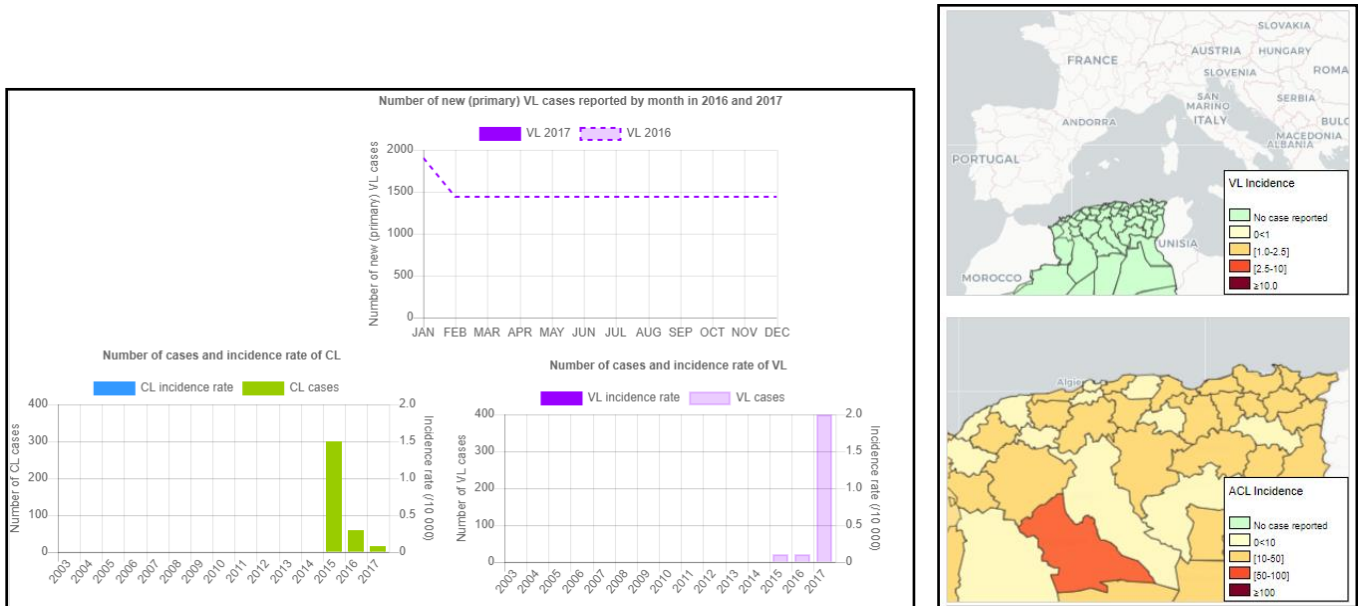 Number of new (primary) VL cases reported by month in 2016 and 2017
VL 2017 VL 2016
Number of new (primary) VL cases
2000
1500
1000
500
0
JAN FEB MAR APR MAY JUN JUL AUG SEP OCT NOV DEC
Number of cases and incidence rate of CL
CL incidence rate CL cases
Number of CL cases
400
300
200
100
0
2.0
1.5
1.0
0.5
0
Incidence rate (/10 000)
2003 2004 2005 2006 2007 2008 2009 2010 2011 2012 2013 2014 2015 2016 2017
Number of cases and incidence rate of VL
VL incidence rate VL cases
Number of VL cases
400
300
200
100
0
2.0
1.5
1.0
0.5
0
Incidence rate (/10 000)
2003 2004 2005 2006 2007 2008 2009 2010 2011 2012 2013 2014 2015 2016 2017
SLOVAKIA
AUSTRIA HUNGARY
FRANCE
SLOVENIA ROMA
SAN
MARINO
SERBIA
ITALY
ANDORRA
BULG
MACEDONIA
ALBANIA
PORTUGAL
VL Incidence
No case reported
0<1
[1.0-2.5]
[2.5-10]
≥10.0
TUNISIA
MOROCCO
Algie
ACL Incidence
No case reported
0<10
[10-50]
[50-100]
≥100